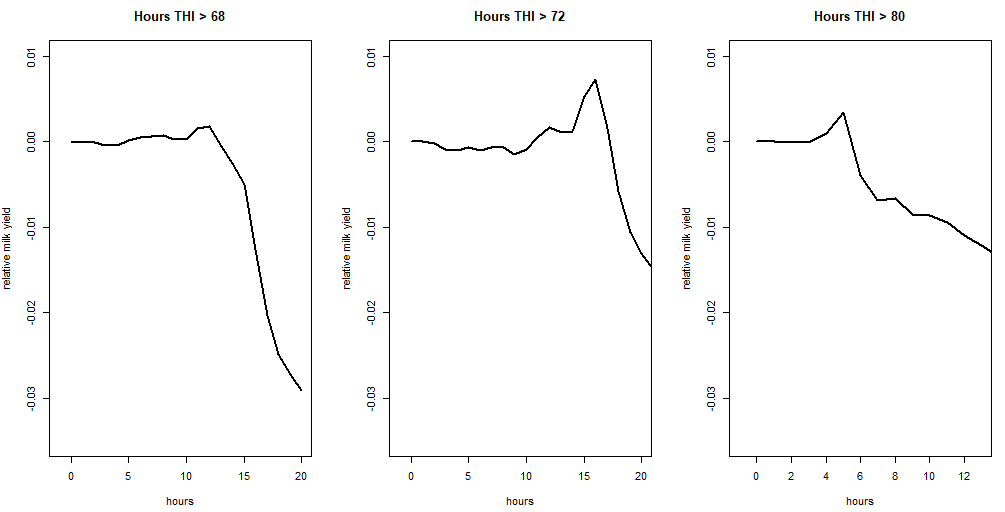 Hours THI > 68
relative milk yield
0.01
0.00
-0.01
-0.02
-0.03
0 5 10 15 20
hours
Hours THI > 72
relative milk yield
0.01
0.00
-0.01
-0.02
-0.03
0 5 10 15 20
hours
Hours THI > 80
relative milk yield
0.01
0.00
-0.01
-0.02
-0.03
0 2 4 6 8 10 12
hours